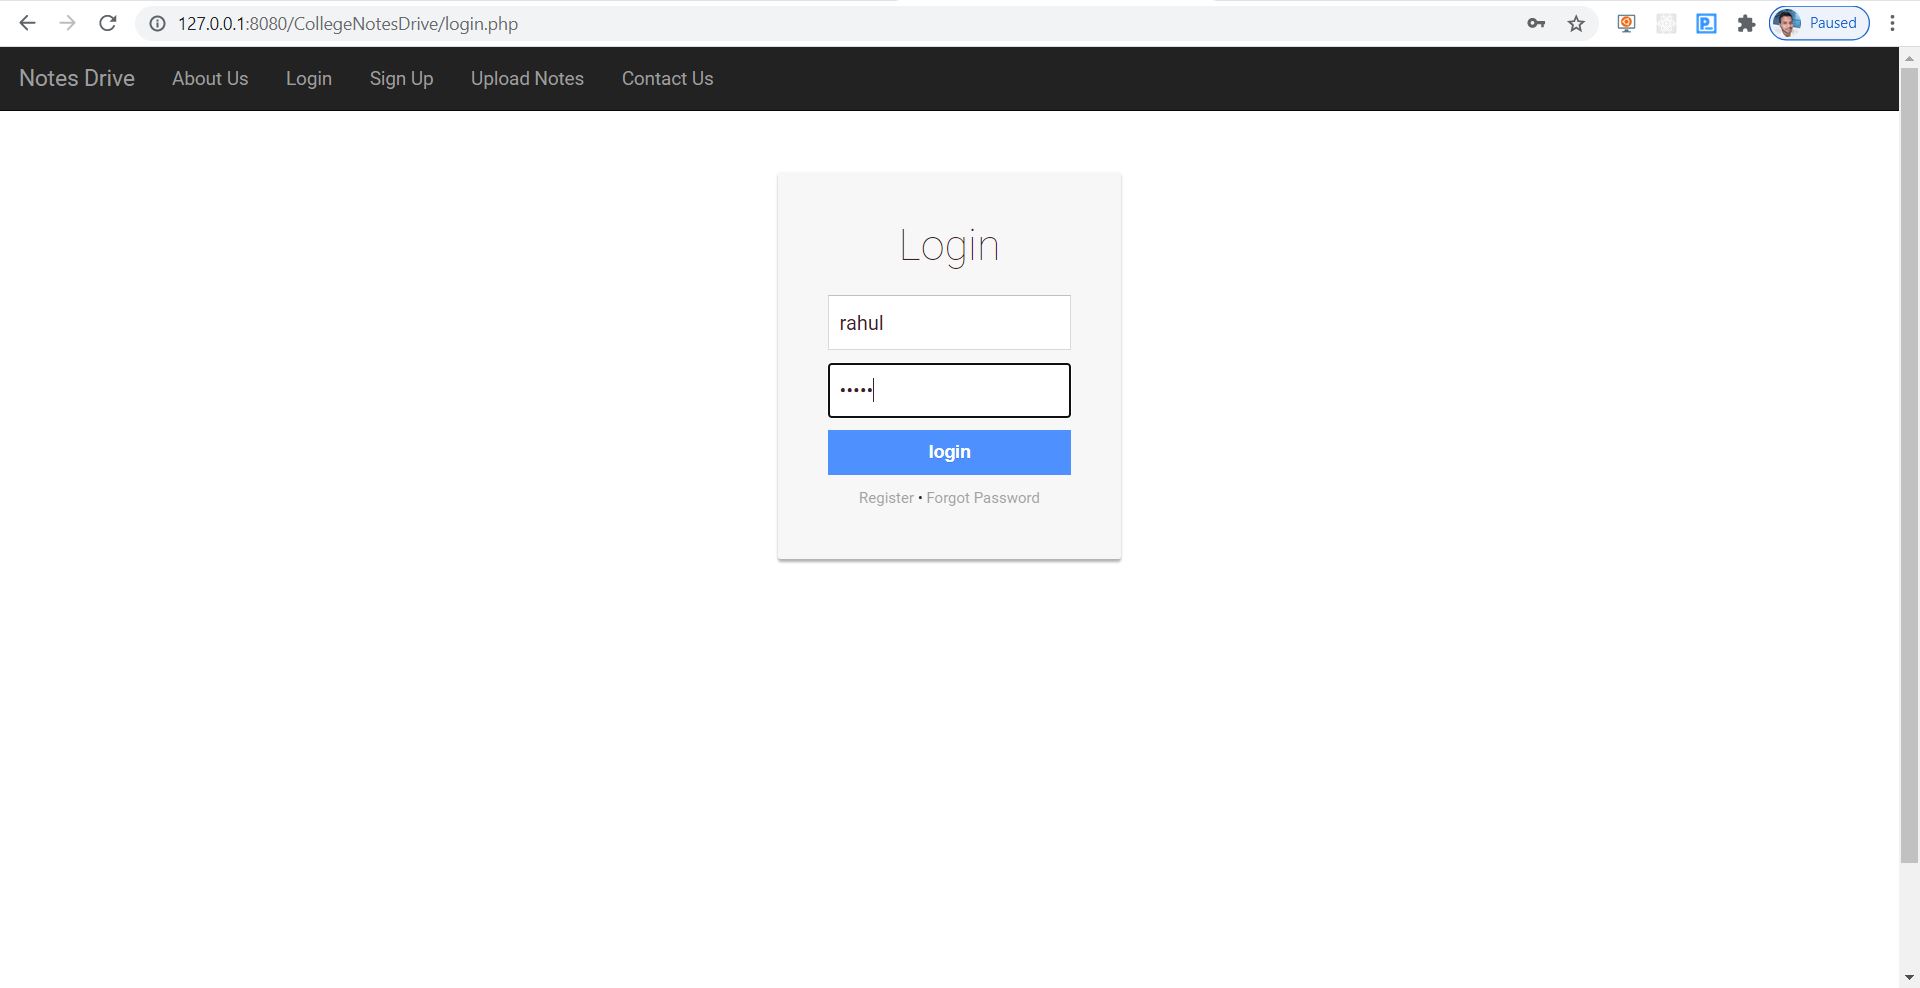 127.0.0.1:8080/CollegeNotesDrive/login.php
Paused
Notes Drive About Us Login Sign Up Upload Notes Contact Us
Login
rahul
•••••
login
Register • Forgot Password